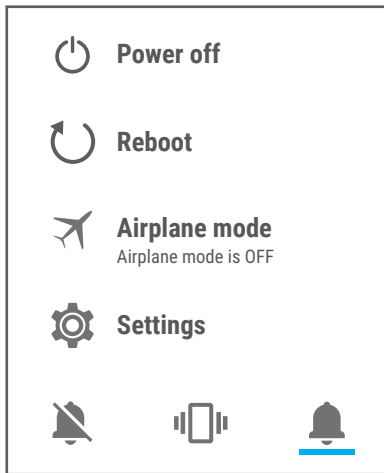 Power off
Reboot
Airplane mode
Airplane mode is OFF
Settings